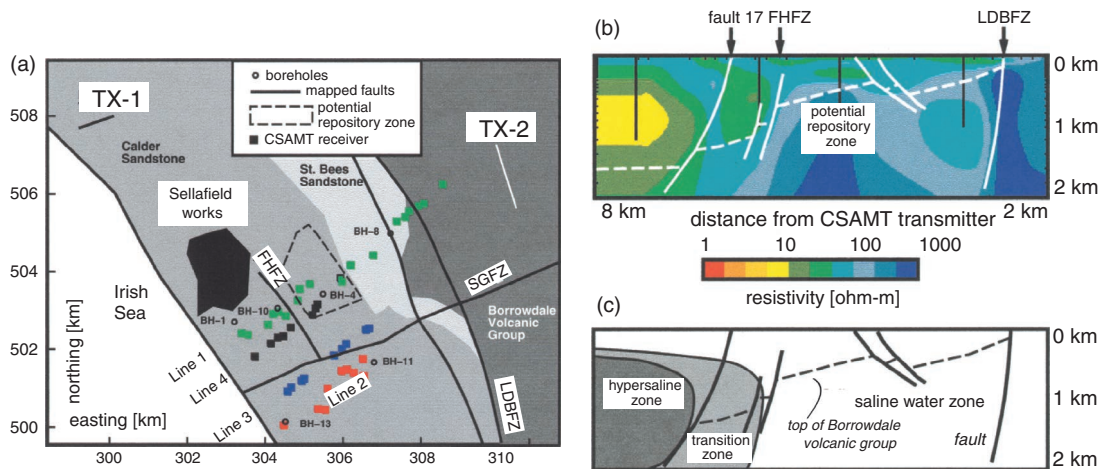 (a)
TX-1
TX-2
boreholes
mapped faults
potential
repository zone
CSAMT receiver
Calder
Sandstone
St. Bees
Sandstone
Sellafield
works
Irish
Sea
FHFZ
SGFZ
LDBFZ
Borrowdale
Volcanic
Group
BH-8
BH-4
BH-10
BH-1
BH-11
BH-13
Line 1
Line 4
Line 3
Line 2
northing [km]
easting [km]
508
506
504
502
500
300
302
304
306
308
310
(b)
fault 17 FHFZ
LDBFZ
0 km
1 km
2 km
potential
repository
zone
8 km
2 km
distance from CSAMT transmitter
1
10
100
1000
resistivity [ohm-m]
(c)
0 km
1 km
2 km
hypersaline
zone
transition
zone
top of Borrowdale
volcanic group
saline water zone
fault